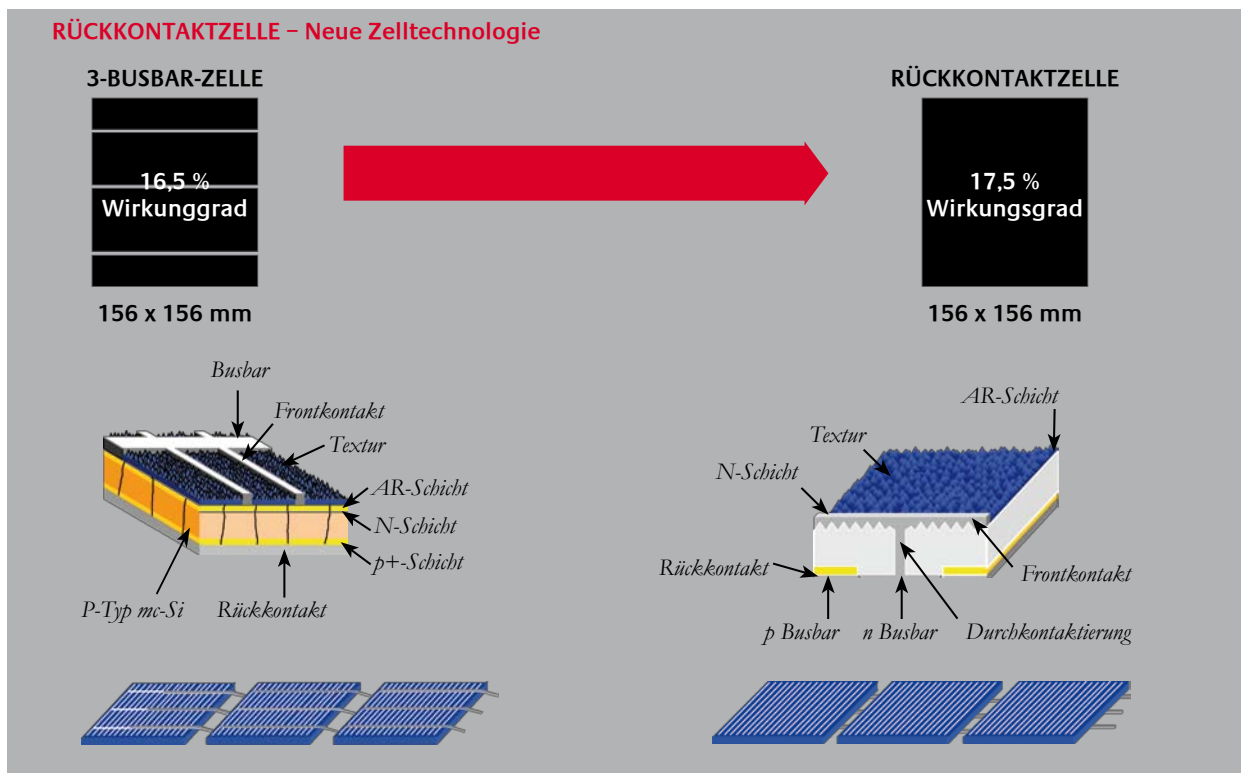 RÜCKKONTAKTZELLE – Neue Zelltechnologie
3-BUSBAR-ZELLE
16,5 %
Wirkunggrad
156 x 156 mm
RÜCKKONTAKTZELLE
17,5 %
Wirkungsgrad
156 x 156 mm
Busbar
Frontkontakt
Textur
AR-Schicht
N-Schicht
p+-Schicht
P-Typ mc-Si
Rückkontakt
AR-Schicht
Textur
N-Schicht
Rückkontakt
Frontkontakt
p Busbar
n Busbar
Durchkontaktierung